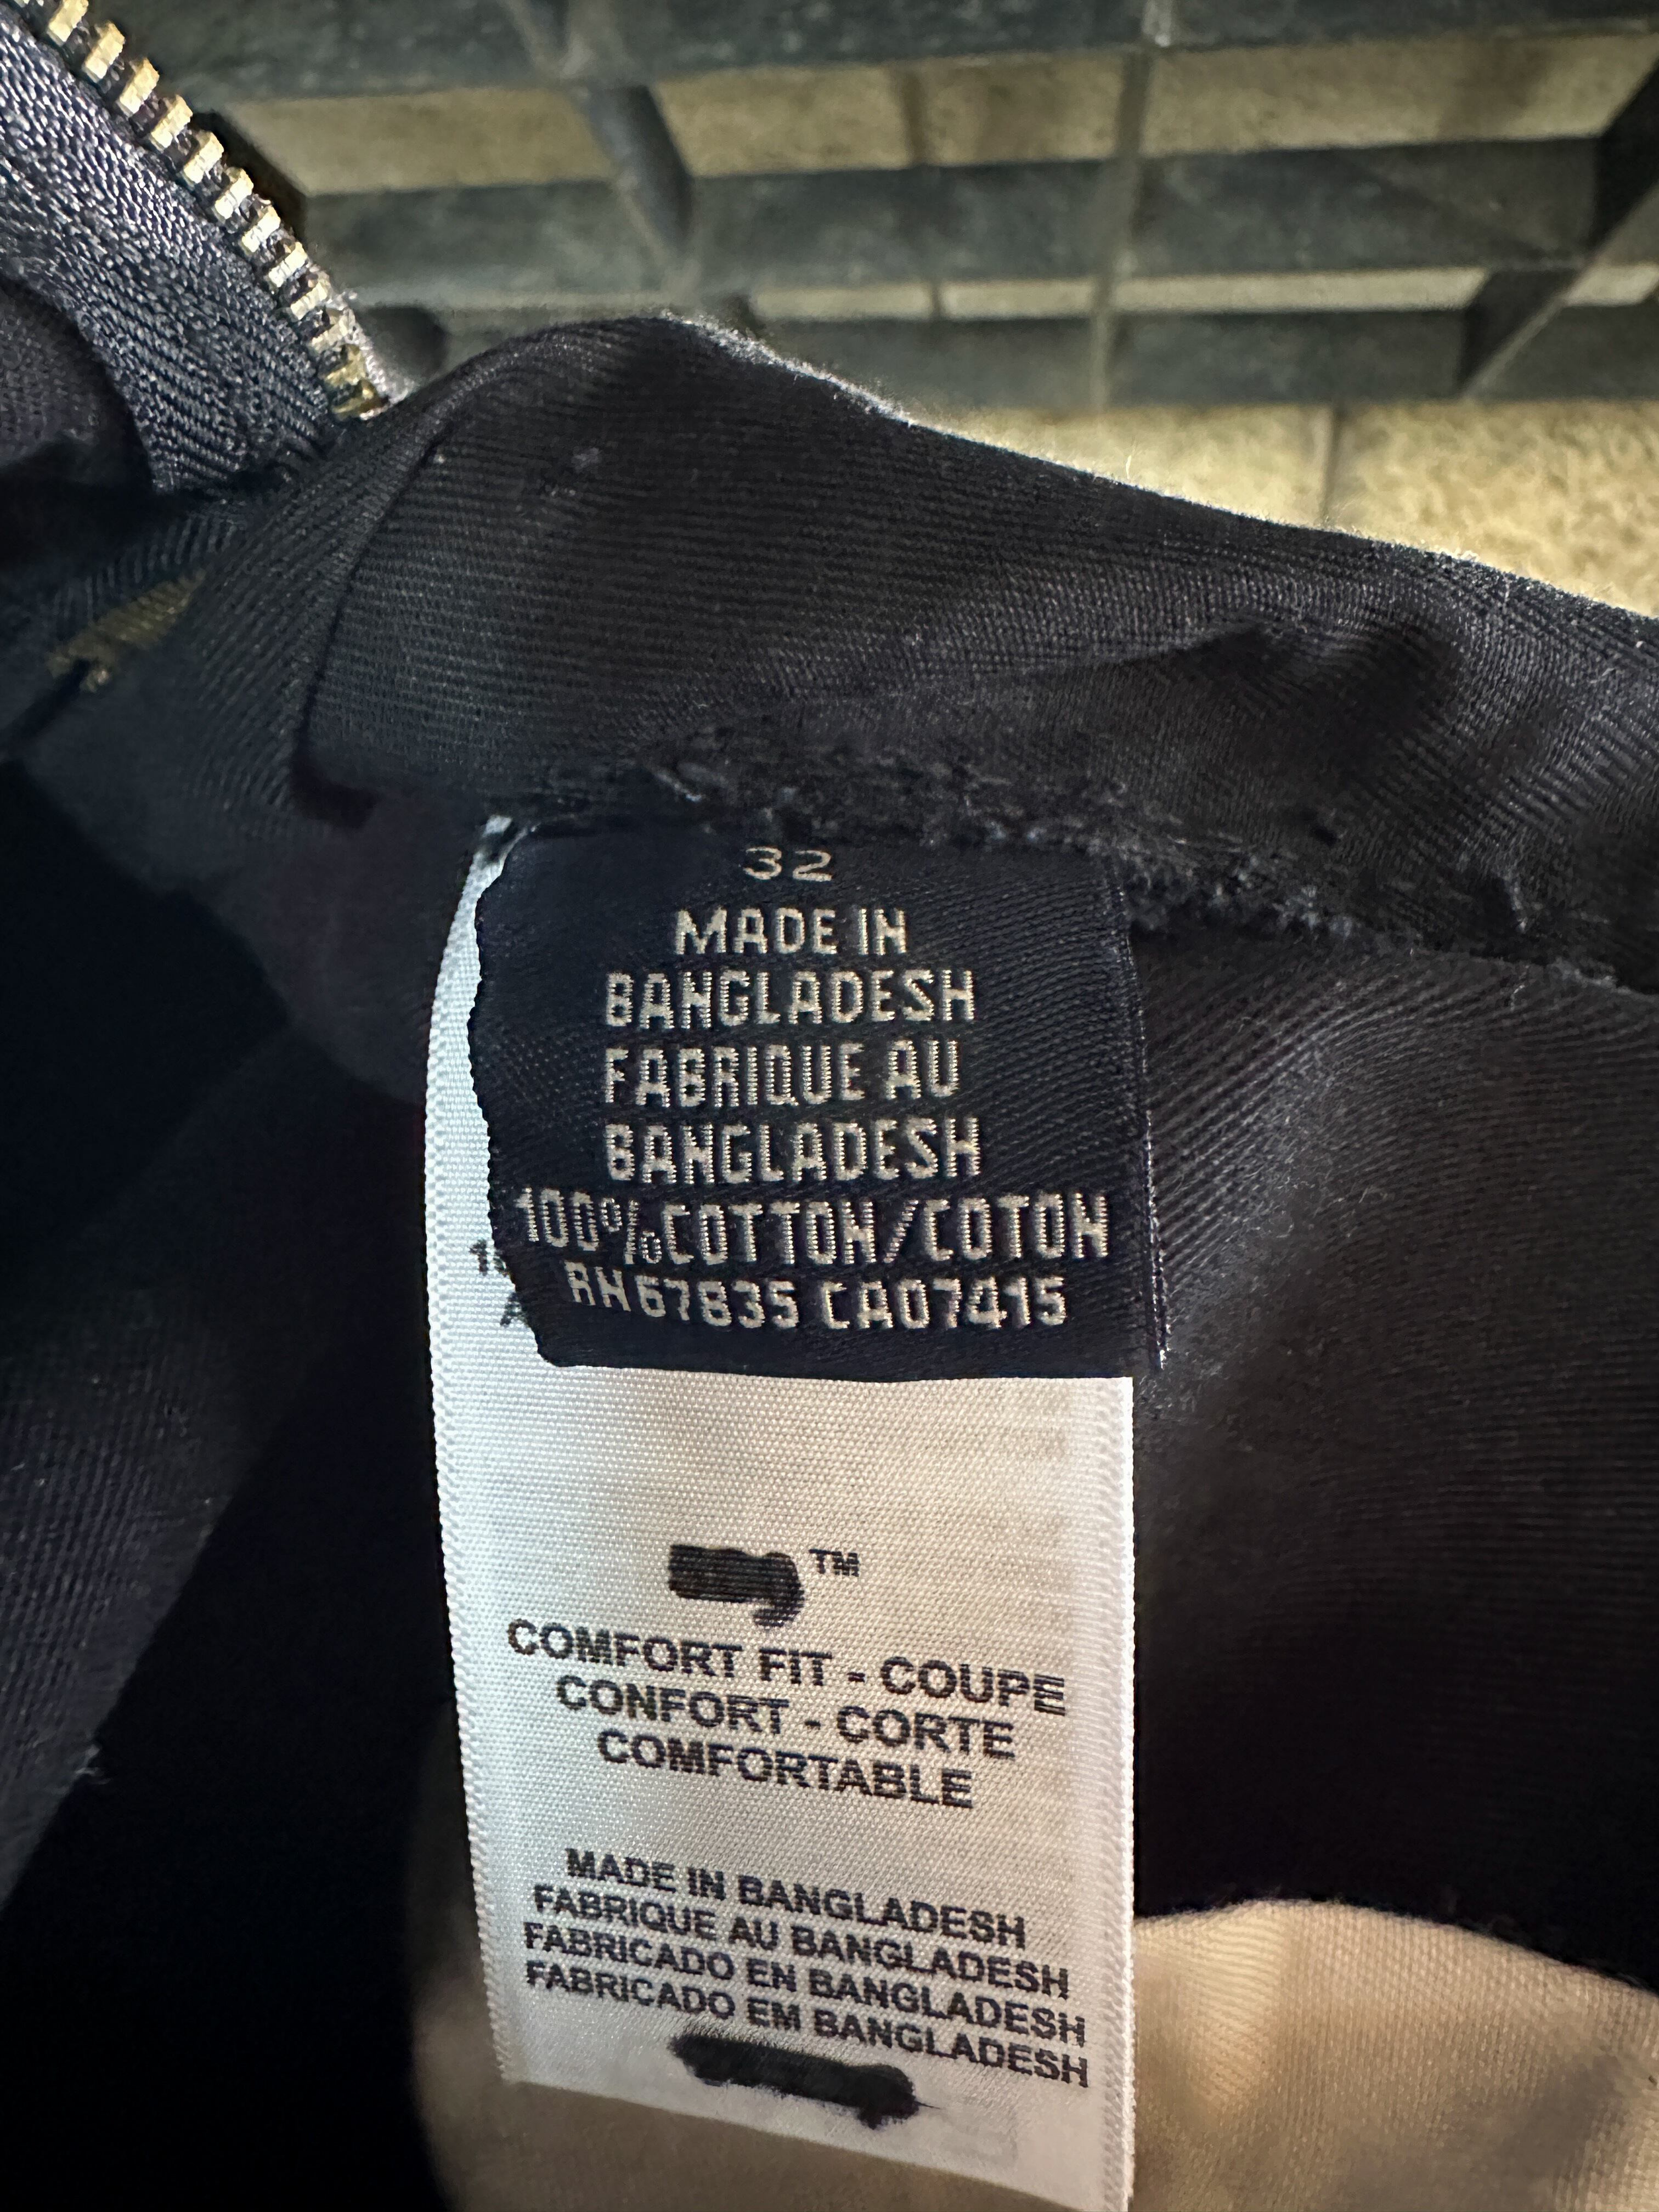 32
MADE IN
BANGLADESH
FABRIQUE AU
BANGLADESH
100%COTTON/COTON
RN67835 CA07415
TM
COMFORT FIT - COUPE
CONFORT - CORTE
COMFORTABLE
MADE IN BANGLADESH
FABRIQUE AU BANGLADESH
FABRICADO EN BANGLADESH
FABRICADO EM BANGLADESH